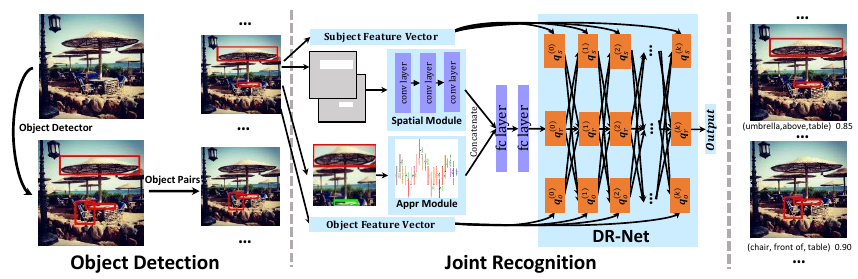 ...
Object Detector
Object Pairs
...
...
Object Detection
Subject Feature Vector
conv layer
conv layer
conv layer
Spatial Module
Appr Module
Object Feature Vector
Concatenate
fc layer
fc layer
q_s^(0) q_s^(1) q_s^(2) ... q_s^(k)
q_r^(0) q_r^(1) q_r^(2) ... q_r^(k)
q_o^(0) q_o^(1) q_o^(2) ... q_o^(k)
DR-Net
Output
Joint Recognition
...
(umbrella,above,table) 0.85
...
(chair, front of, table) 0.90
...